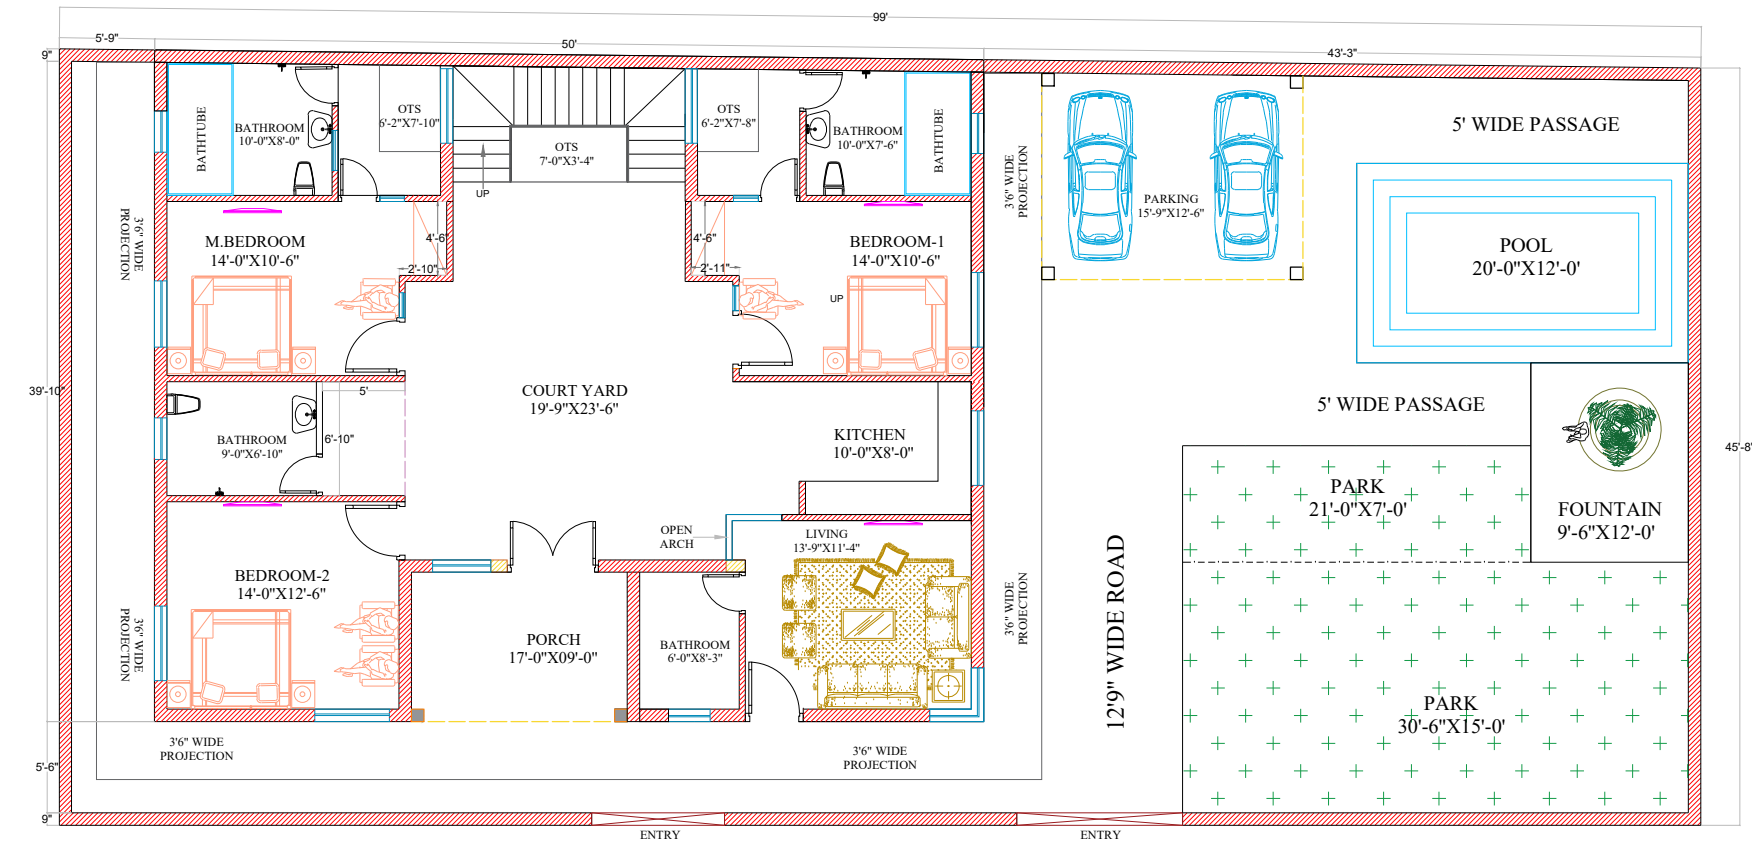 99'
5'-9"
50'
43'-3"
9"
OTS
6'-2"X7'-10"
BATHTUBE
BATHROOM
10'-0"X8'-0"
OTS
7'-0"X3'-4"
UP
OTS
6'-2"X7'-8"
BATHROOM
10'-0"X7'-6"
BATHTUBE
3'6" WIDE
PROJECTION
PARKING
15'-9"X12'-6"
5' WIDE PASSAGE
3'6" WIDE
PROJECTION
M.BEDROOM
14'-0"X10'-6"
4'-6"
2'-10"
4'-6"
2'-11"
BEDROOM-1
14'-0"X10'-6"
UP
POOL
20'-0"X12'-0'
39'-10"
5'
COURT YARD
19'-9"X23'-6"
5' WIDE PASSAGE
BATHROOM
9'-0"X6'-10"
6'-10"
KITCHEN
10'-0"X8'-0"
45'-8"
PARK
21'-0"X7'-0'
FOUNTAIN
9'-6"X12'-0'
OPEN
ARCH
LIVING
13'-9"X11'-4"
BEDROOM-2
14'-0"X12'-6"
3'6" WIDE
PROJECTION
PORCH
17'-0"X09'-0"
BATHROOM
6'-0"X8'-3"
3'6" WIDE
PROJECTION
12'9" WIDE ROAD
PARK
30'-6"X15'-0'
3'6" WIDE
PROJECTION
3'6" WIDE
PROJECTION
5'-6"
9"
ENTRY
ENTRY